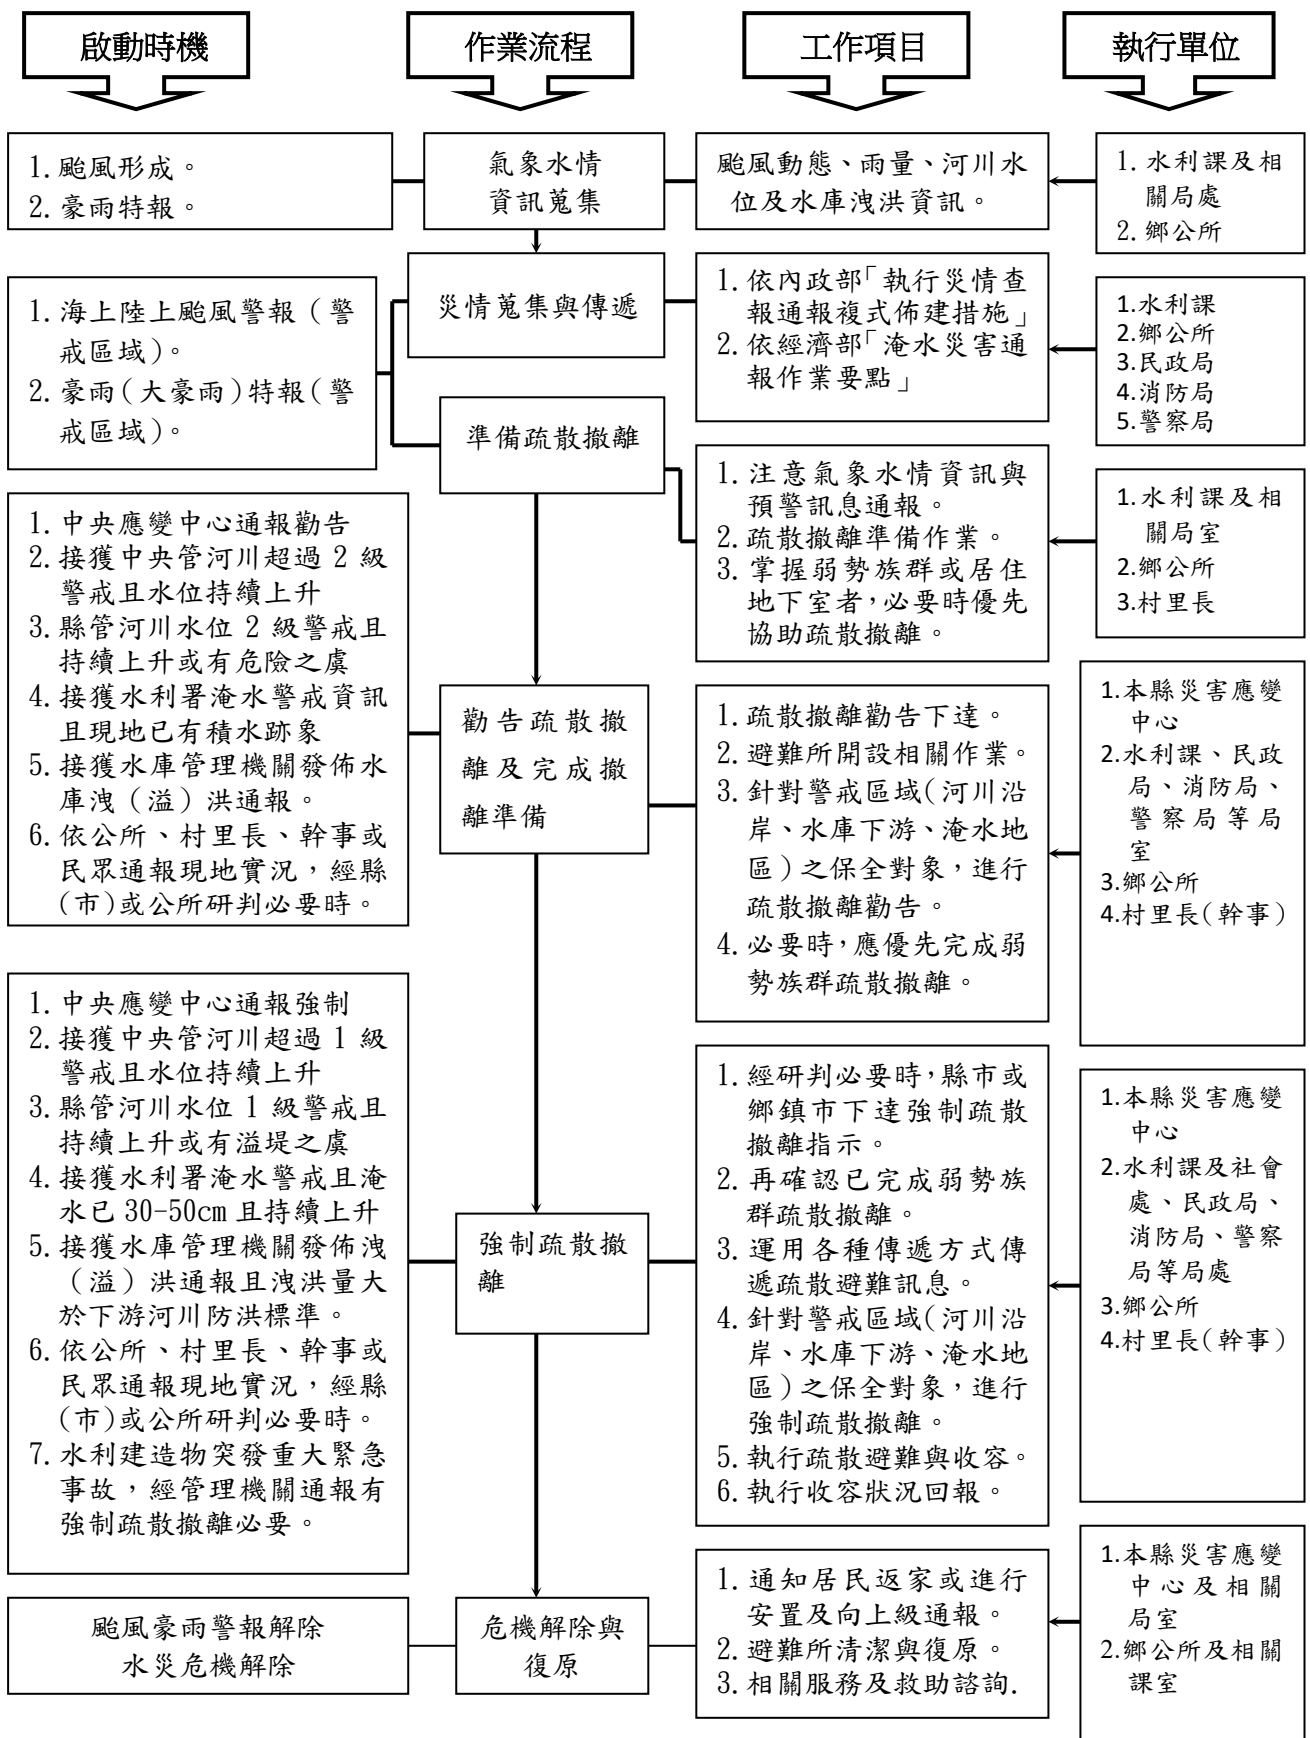 啟動時機
作業流程
工作項目
執行單位
1.颱風形成。
2.豪雨特報。
氣象水情
資訊蒐集
颱風動態、雨量、河川水
位及水庫洩洪資訊。
1.水利課及相
關局處
2.鄉公所
1.海上陸上颱風警報（警
戒區域）。
2.豪雨（大豪雨）特報（警
戒區域）。
災情蒐集與傳遞
1.依內政部「執行災情查
報通報複式佈建措施」
2.依經濟部「淹水災害通
報作業要點」
1.水利課
2.鄉公所
3.民政局
4.消防局
5.警察局
準備疏散撤離
1.注意氣象水情資訊與
預警訊息通報。
2.疏散撤離準備作業。
3.掌握弱勢族群或居住
地下室者，必要時優先
協助疏散撤離。
1.水利課及相
關局室
2.鄉公所
3.村里長
1.中央應變中心通報勸告
2.接獲中央管河川超過 2 級
警戒且水位持續上升
3.縣管河川水位 2 級警戒且
持續上升或有危險之虞
4.接獲水利署淹水警戒資訊
且現地已有積水跡象
5.接獲水庫管理機關發佈水
庫洩（溢）洪通報。
6.依公所、村里長、幹事或
民眾通報現地實況，經縣
(市)或公所研判必要時。
勸告疏散撤
離及完成撤
離準備
1.疏散撤離勸告下達。
2.避難所開設相關作業。
3.針對警戒區域(河川沿
岸、水庫下游、淹水地
區）之保全對象，進行
疏散撤離勸告。
4.必要時，應優先完成弱
勢族群疏散撤離。
1.本縣災害應變
中心
2.水利課、民政
局、消防局、
警察局等局
室
3.鄉公所
4.村里長（幹事）
1.中央應變中心通報強制
2.接獲中央管河川超過 1 級
警戒且水位持續上升
3.縣管河川水位 1 級警戒且
持續上升或有溢堤之虞
4.接獲水利署淹水警戒且淹
水已 30-50cm 且持續上升
5.接獲水庫管理機關發佈洩
（溢）洪通報且洩洪量大
於下游河川防洪標準。
6.依公所、村里長、幹事或
民眾通報現地實況，經縣
(市)或公所研判必要時。
7.水利建造物突發重大緊急
事故，經管理機關通報有
強制疏散撤離必要。
強制疏散撤
離
1.經研判必要時，縣市或
鄉鎮市下達強制疏散
撤離指示。
2.再確認已完成弱勢族
群疏散撤離。
3.運用各種傳遞方式傳
遞疏散避難訊息。
4.針對警戒區域(河川沿
岸、水庫下游、淹水地
區）之保全對象，進行
強制疏散撤離。
5.執行疏散避難與收容。
6.執行收容狀況回報。
1.本縣災害應變
中心
2.水利課及社會
處、民政局、
消防局、警察
局等局處
3.鄉公所
4.村里長（幹事）
颱風豪雨警報解除
水災危機解除
危機解除與
復原
1.通知居民返家或進行
安置及向上級通報。
2.避難所清潔與復原。
3.相關服務及救助諮詢.
1.本縣災害應變
中心及相關
局室
2.鄉公所及相關
課室